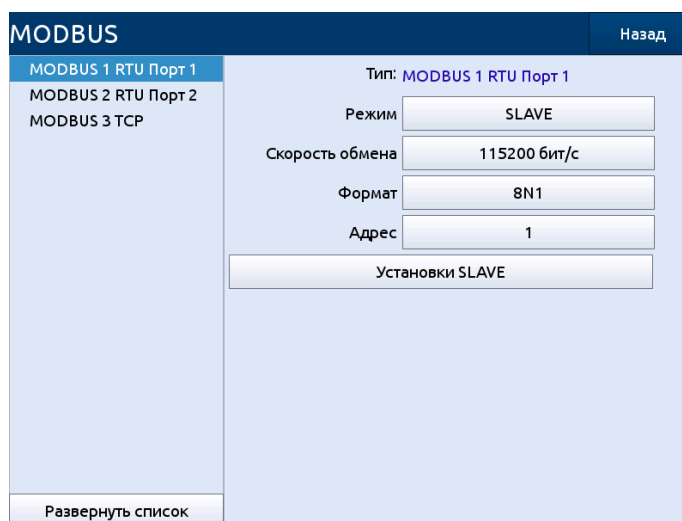 MODBUS
Назад
MODBUS 1 RTU Порт 1
MODBUS 2 RTU Порт 2
MODBUS 3 TCP
Тип: MODBUS 1 RTU Порт 1
Режим SLAVE
Скорость обмена 115200 бит/с
Формат 8N1
Адрес 1
Установки SLAVE
Развернуть список